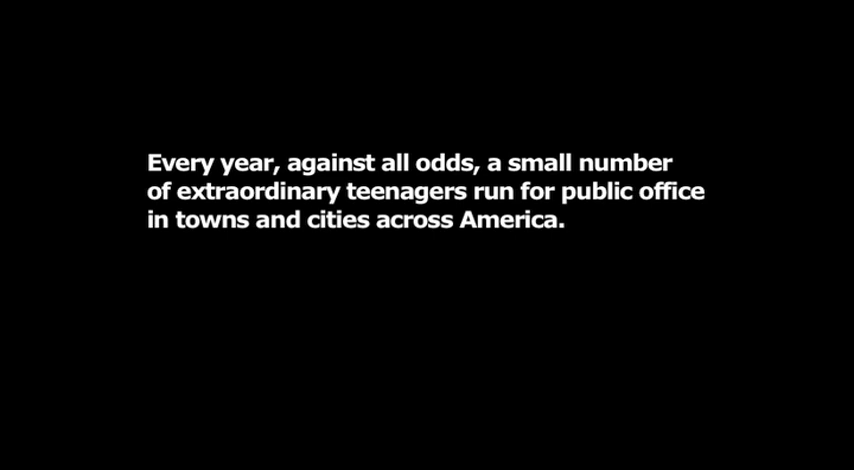 Every year, against all odds, a small number
of extraordinary teenagers run for public office
in towns and cities across America.